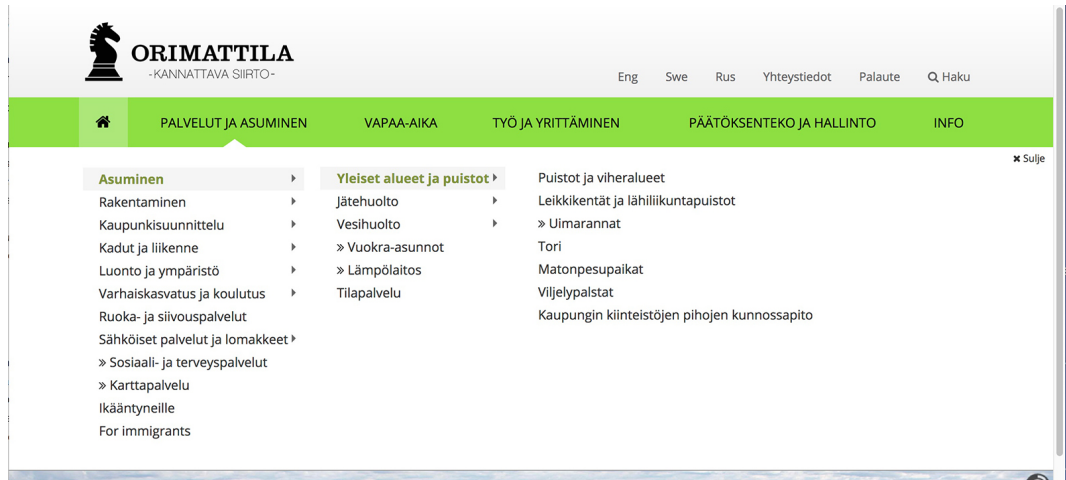 ORIMATTILA
-KANNATTAVA SIIRTO-
Eng Swe Rus Yhteystiedot Palaute Haku
PALVELUT JA ASUMINEN VAPAA-AIKA TYÖ JA YRITTÄMINEN PÄÄTÖKSENTEKO JA HALLINTO INFO
Sulje
Asuminen
Rakentaminen
Kaupunkisuunnittelu
Kadut ja liikenne
Luonto ja ympäristö
Varhaiskasvatus ja koulutus
Ruoka- ja siivouspalvelut
Sähköiset palvelut ja lomakkeet
» Sosiaali- ja terveyspalvelut
» Karttapalvelu
Ikääntyneille
For immigrants
Yleiset alueet ja puistot
Jätehuolto
Vesihuolto
» Vuokra-asunnot
» Lämpölaitos
Tilapalvelu
Puistot ja viheralueet
Leikkikentät ja lähiliikuntapuistot
» Uimarannat
Tori
Matonpesupaikat
Viljelypalstat
Kaupungin kiinteistöjen pihojen kunnossapito